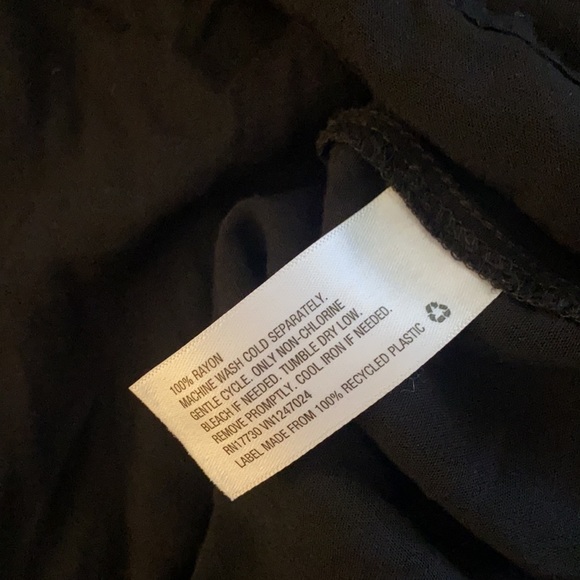 100% RAYON
MACHINE WASH COLD SEPARATELY.
GENTLE CYCLE. ONLY NON-CHLORINE
BLEACH IF NEEDED. TUMBLE DRY LOW.
REMOVE PROMPTLY. COOL IRON IF NEEDED.
RN17730 VN1247024
LABEL MADE FROM 100% RECYCLED PLASTIC